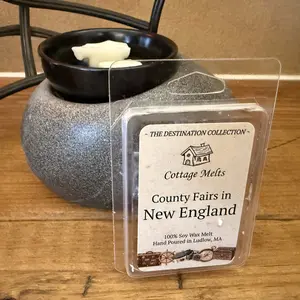 - THE DESTINATION COLLECTION -
Cottage Melts
County Fairs in
New England
100% Soy Wax Melt
Hand Poured in Ludlow, MA